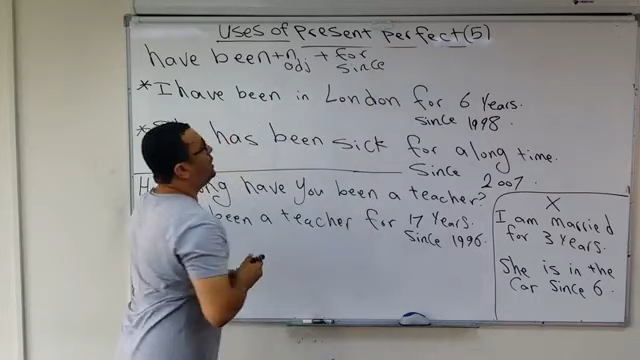 Uses of present perfect(5)
have been + n adj + for since
*I have been in London for 6 years.
since 1998.
* has been sick for along time.
since 2007.
long have you been a teacher?
been a teacher for 17 years.
since 1996.
X
I am married
for 3 years.
She is in the
car since 6.